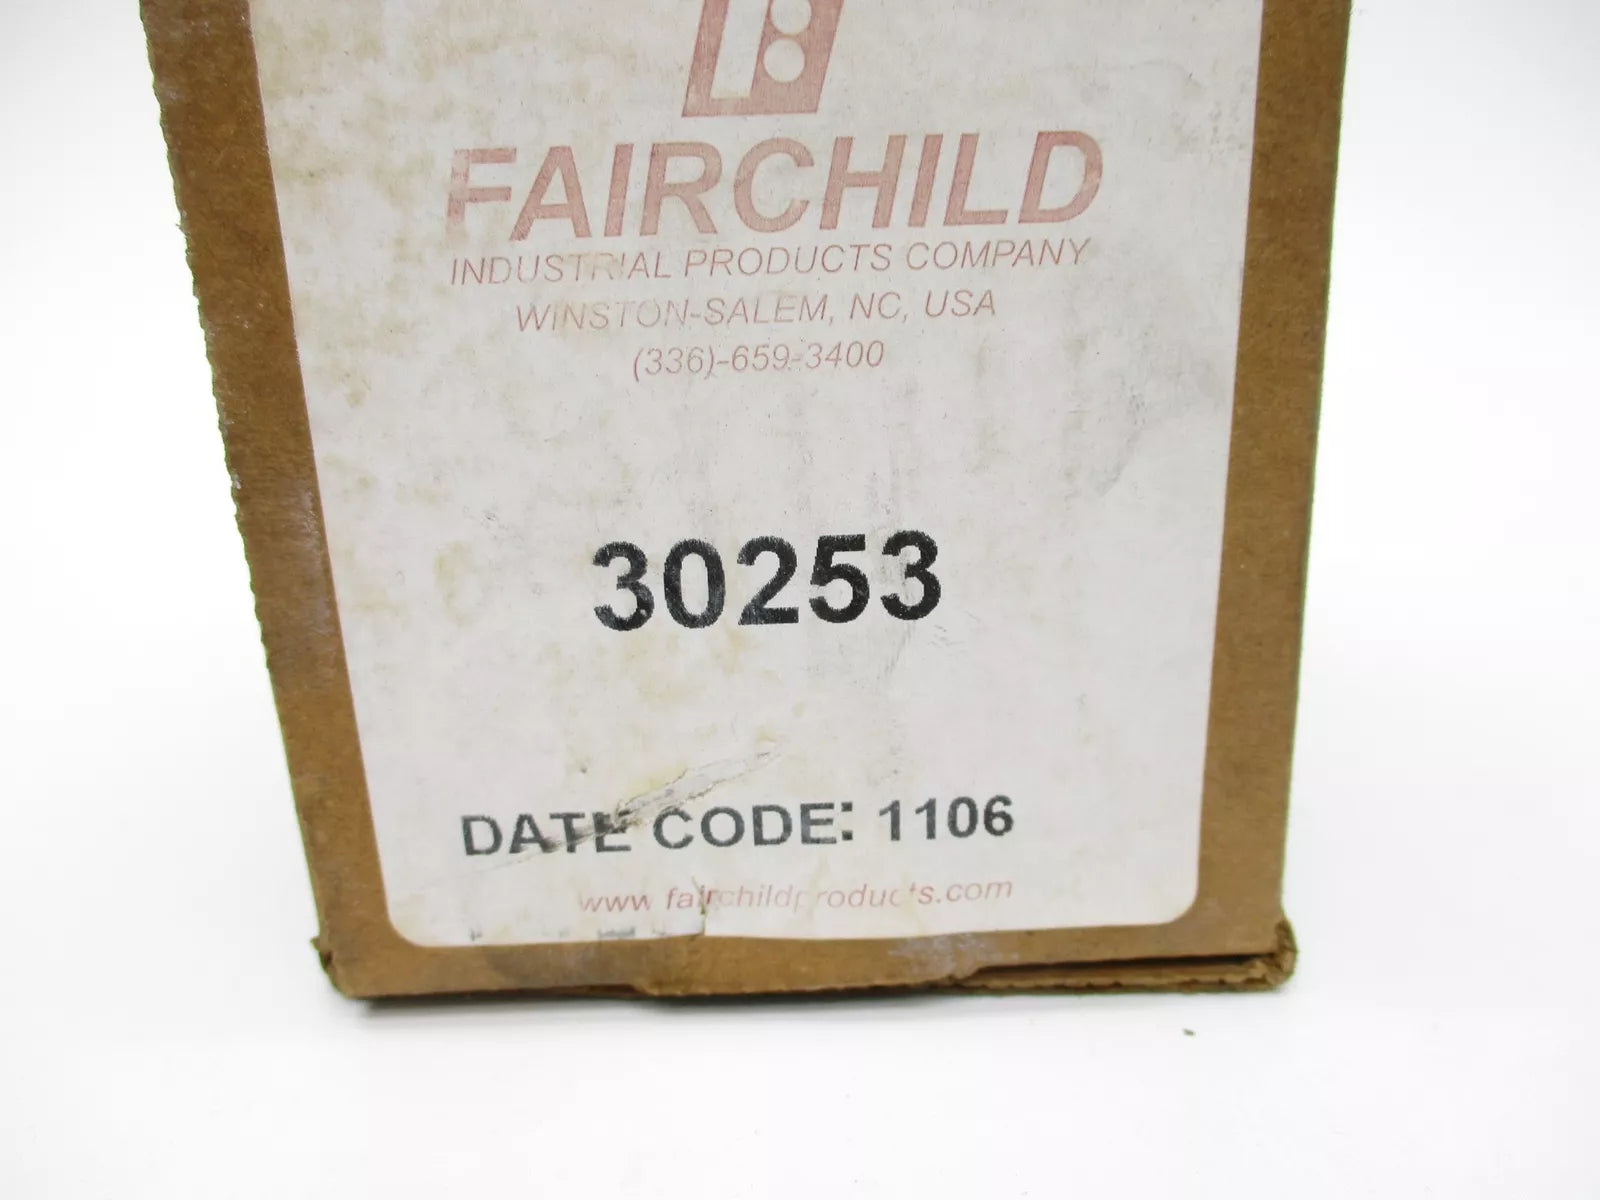 FAIRCHILD
INDUSTRIAL PRODUCTS COMPANY
WINSTON-SALEM, NC, USA
(336)-659-3400
30253
DATE CODE: 1106
www.fairchildproducts.com